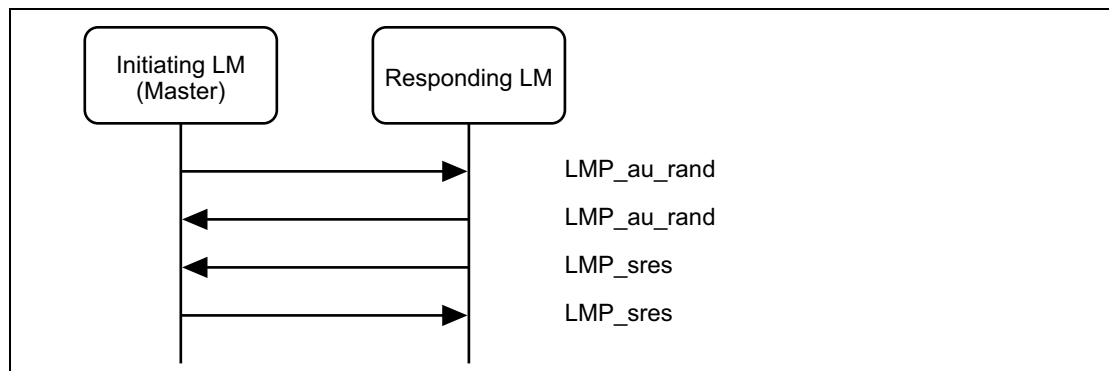 Initiating LM
(Master)
Responding LM
LMP_au_rand
LMP_au_rand
LMP_sres
LMP_sres